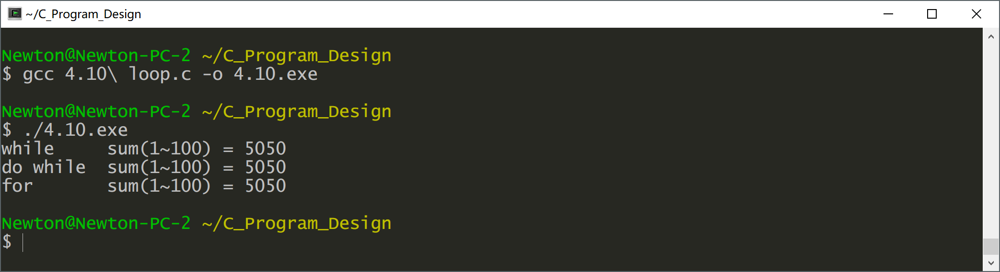 ~/C_Program_Design
Newton@Newton-PC-2 ~/C_Program_Design
$ gcc 4.10\ loop.c -o 4.10.exe
Newton@Newton-PC-2 ~/C_Program_Design
$ ./4.10.exe
while     sum(1~100) = 5050
do while  sum(1~100) = 5050
for       sum(1~100) = 5050
Newton@Newton-PC-2 ~/C_Program_Design
$